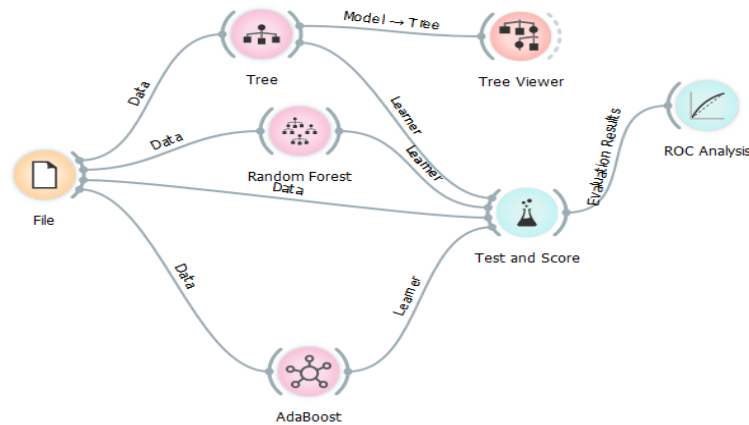 Model → Tree
Tree
Tree Viewer
Data
Learner
Evaluation Results
ROC Analysis
Data
Learner
Random Forest
Data
File
Test and Score
Data
Learner
AdaBoost